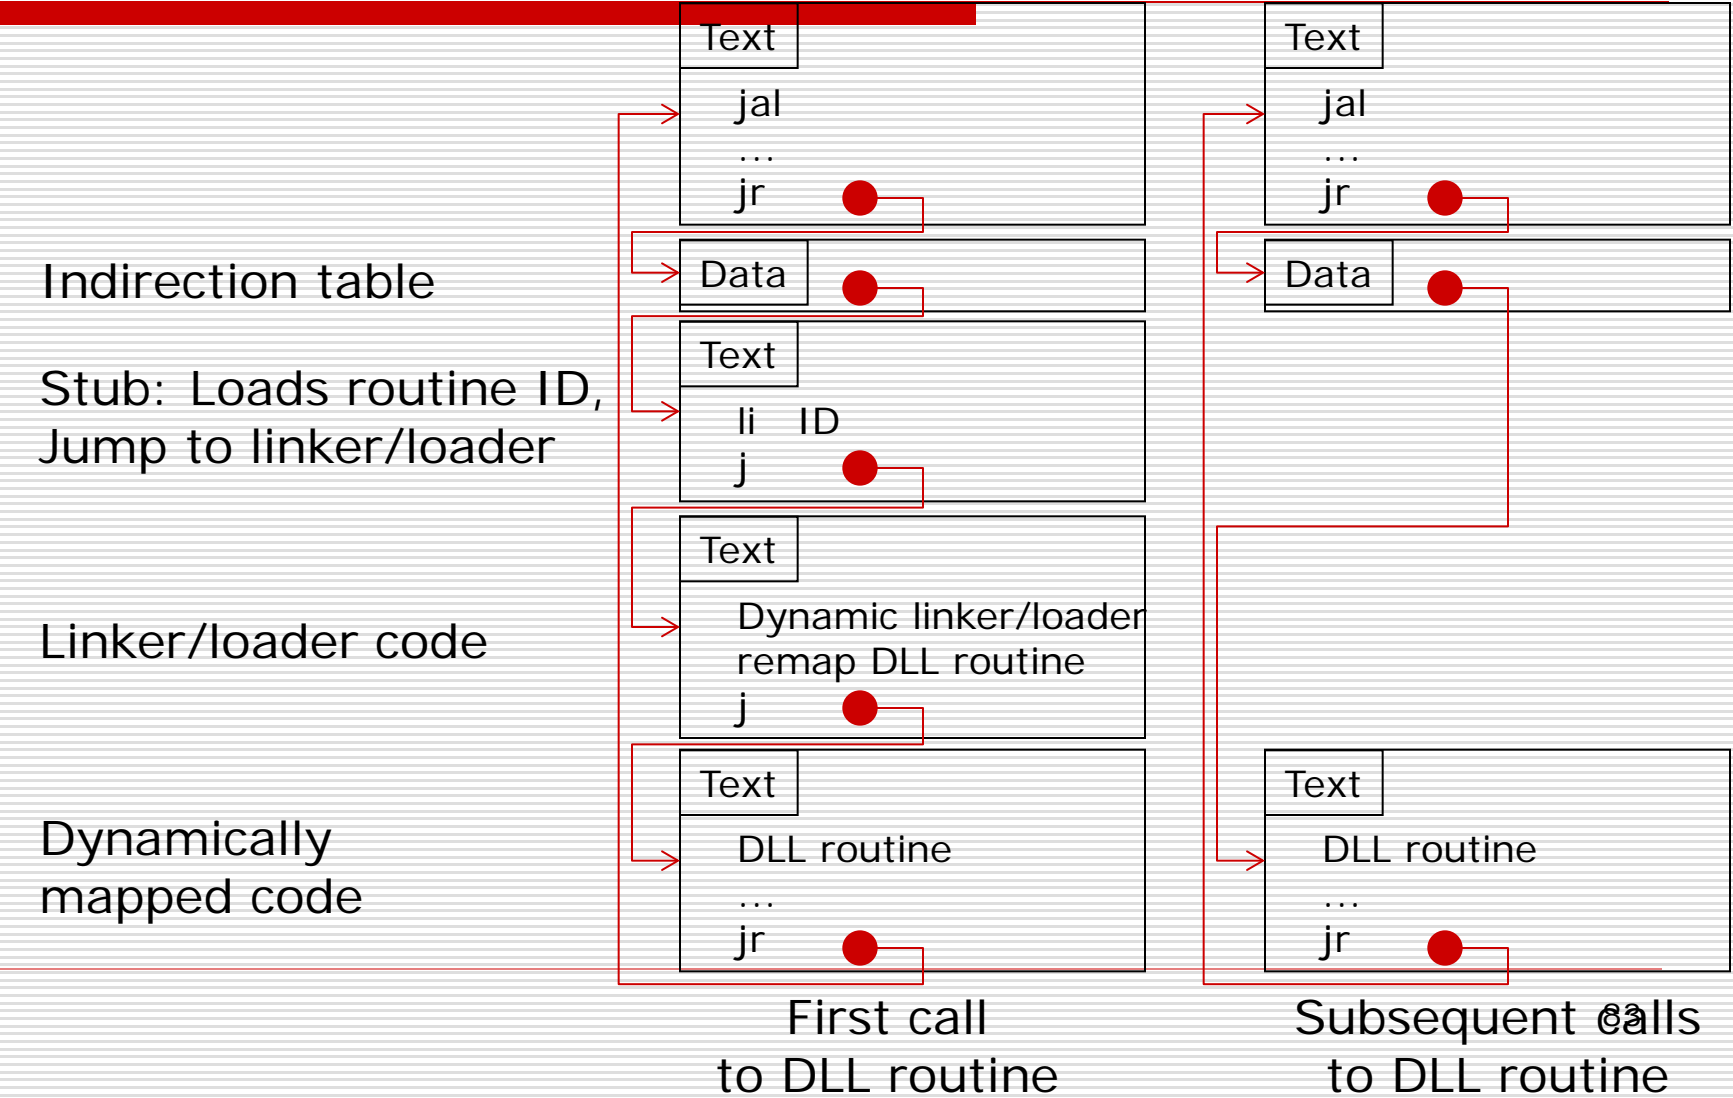 Text
jal
...
jr
Text
jal
...
jr
Indirection table
Data
Data
Stub: Loads routine ID,
Jump to linker/loader
Text
li ID
j
Linker/loader code
Text
Dynamic linker/loader
remap DLL routine
j
Dynamically
mapped code
Text
DLL routine
...
jr
Text
DLL routine
...
jr
First call
to DLL routine
Subsequent calls
to DLL routine
83